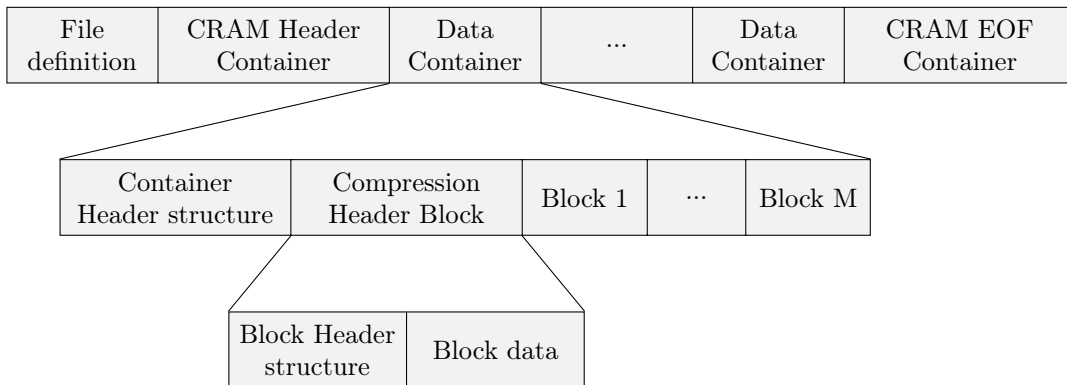 File
definition
CRAM Header
Container
Data
Container
...
Data
Container
CRAM EOF
Container
Container
Header structure
Compression
Header Block
Block 1
...
Block M
Block Header
structure
Block data